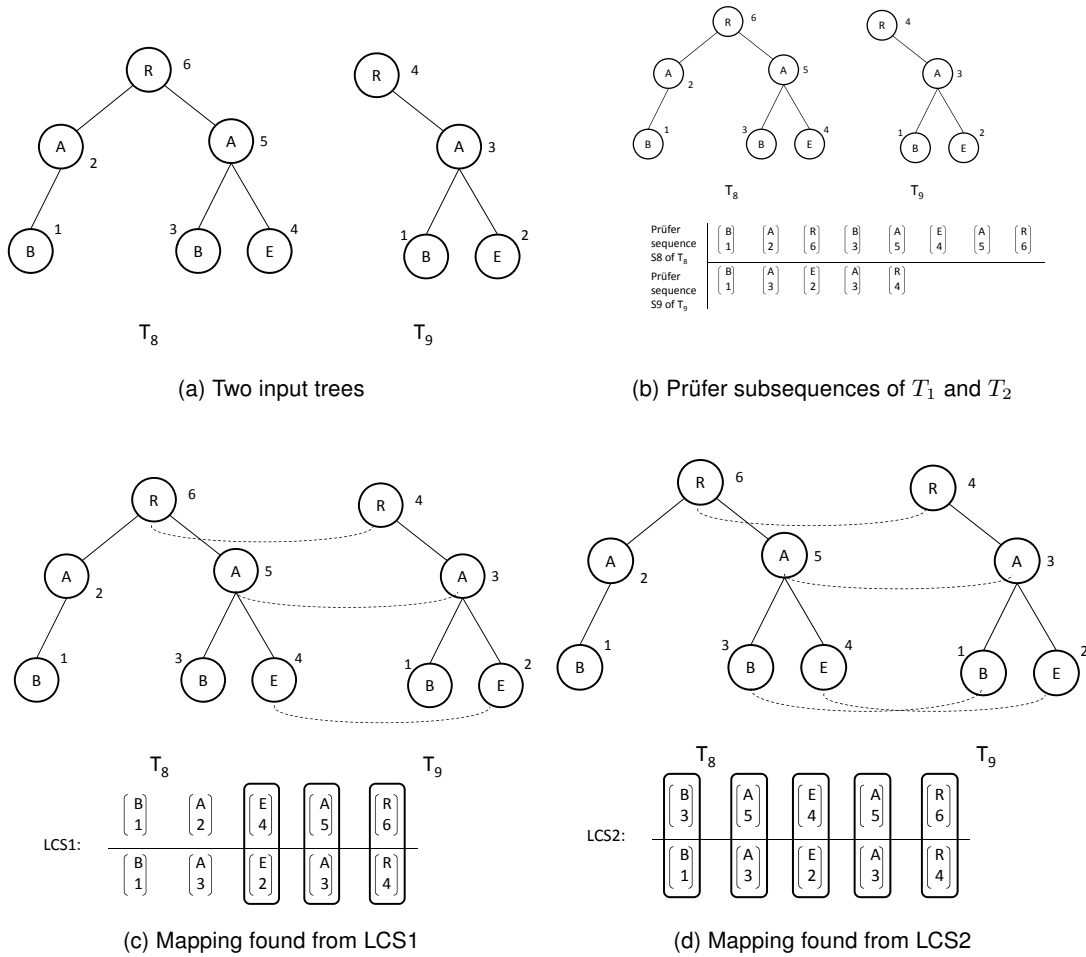 R 6
A 2
A 5
B 1
B 3
E 4
T8
R 4
A 3
B 1
E 2
T9
(a) Two input trees
R 6
A 2
A 5
B 1
B 3
E 4
T8
R 4
A 3
B 1
E 2
T9
Prüfer
sequence
S8 of T8
B A R B A E A R
1 2 6 3 5 4 5 6
Prüfer
sequence
S9 of T9
B A E A R
1 3 2 3 4
(b) Prüfer subsequences of T1 and T2
R 6
A 2
A 5
B 1
B 3
E 4
T8
R 4
A 3
B 1
E 2
T9
LCS1:
B A E A R
1 2 4 5 6
B A E A R
1 3 2 3 4
(c) Mapping found from LCS1
R 6
A 2
A 5
B 1
B 3
E 4
T8
R 4
A 3
B 1
E 2
T9
LCS2:
B A E A R
3 5 4 5 6
B A E A R
1 3 2 3 4
(d) Mapping found from LCS2